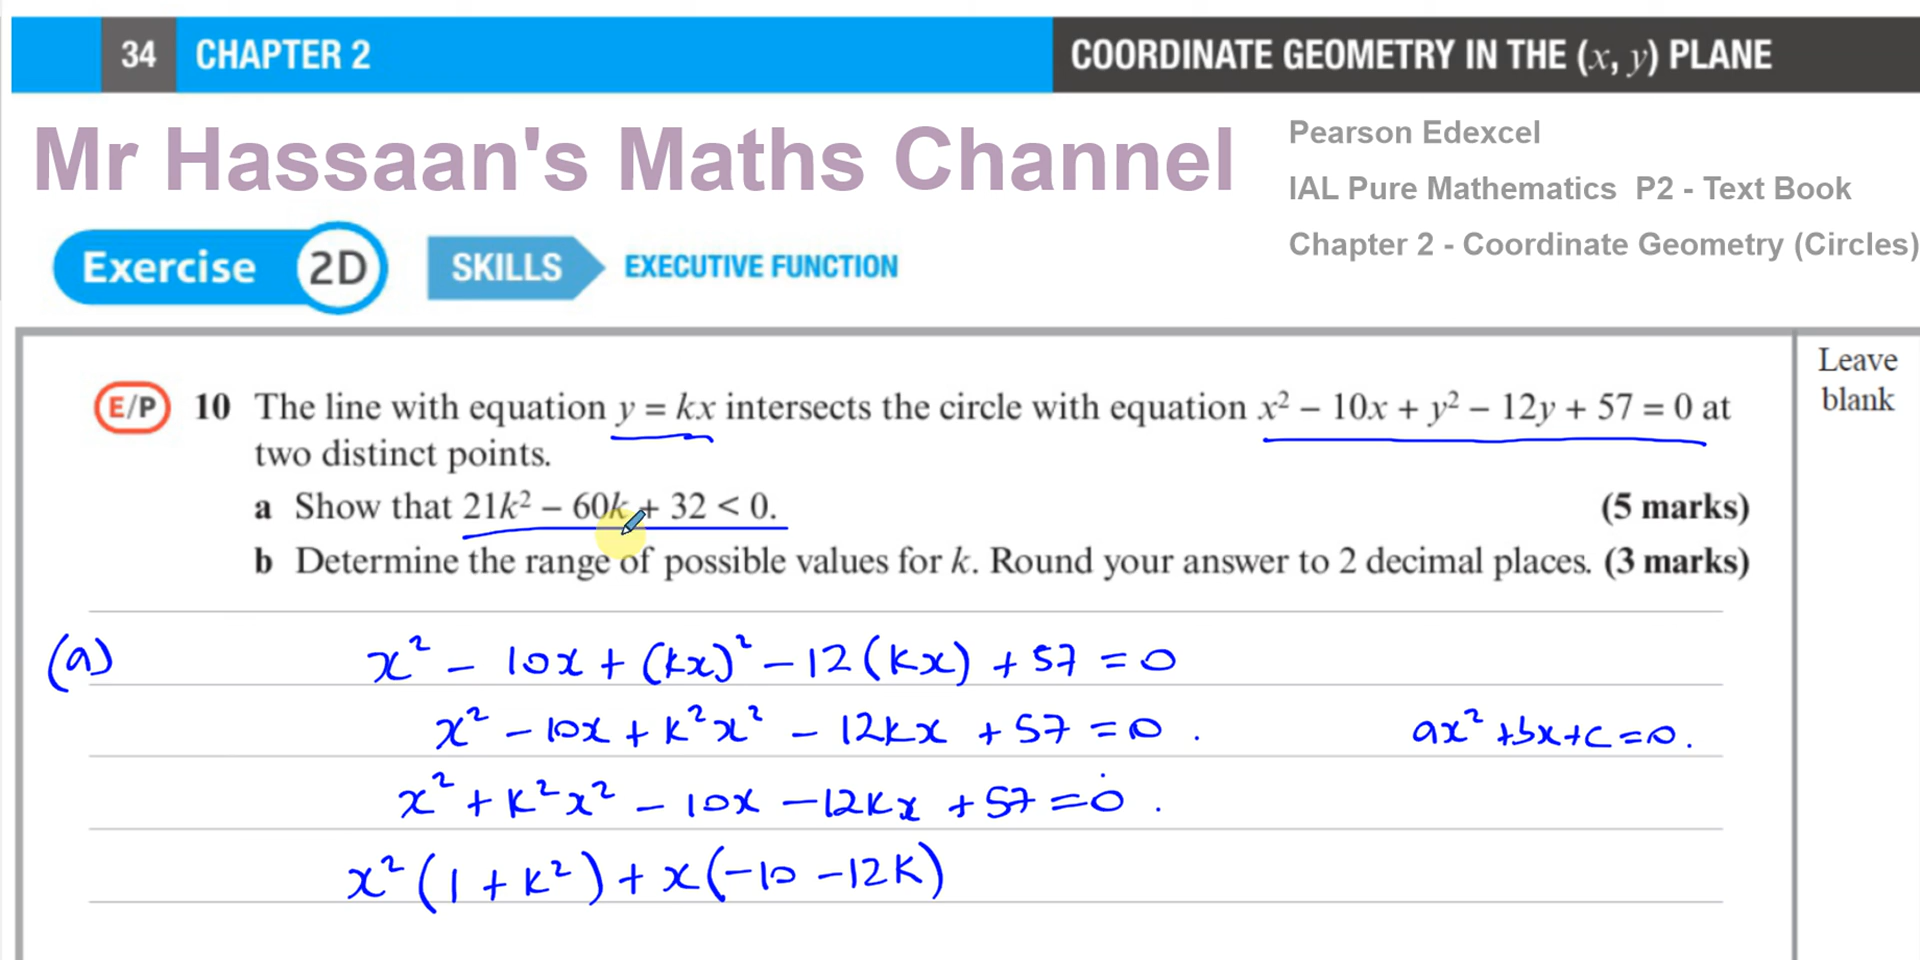 34 CHAPTER 2 COORDINATE GEOMETRY IN THE (x, y) PLANE
Mr Hassaan's Maths Channel
Pearson Edexcel
IAL Pure Mathematics P2 - Text Book
Chapter 2 - Coordinate Geometry (Circles)
Exercise 2D SKILLS EXECUTIVE FUNCTION
Leave
blank
E/P 10 The line with equation y = kx intersects the circle with equation x² − 10x + y² − 12y + 57 = 0 at
two distinct points.
a Show that 21k² − 60k + 32 < 0. (5 marks)
b Determine the range of possible values for k. Round your answer to 2 decimal places. (3 marks)
(a) x² − 10x + (kx)² − 12(kx) + 57 = 0
x² − 10x + k²x² − 12kx + 57 = 0 . ax² + bx + c = 0.
x² + k²x² − 10x − 12kx + 57 = 0 .
x² (1 + k²) + x(−10 − 12k)